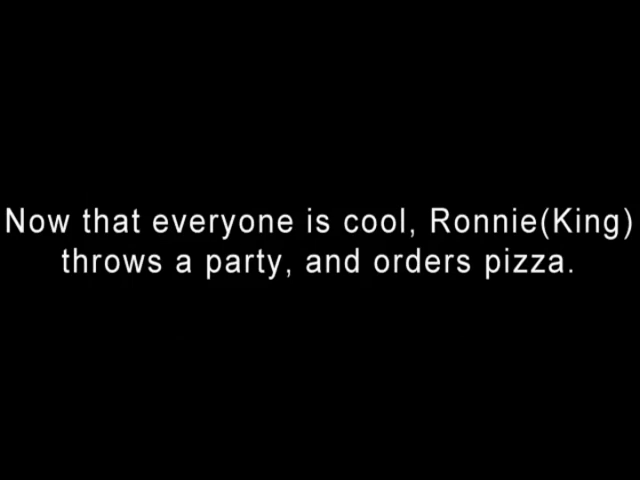 Now that everyone is cool, Ronnie(King)
throws a party, and orders pizza.